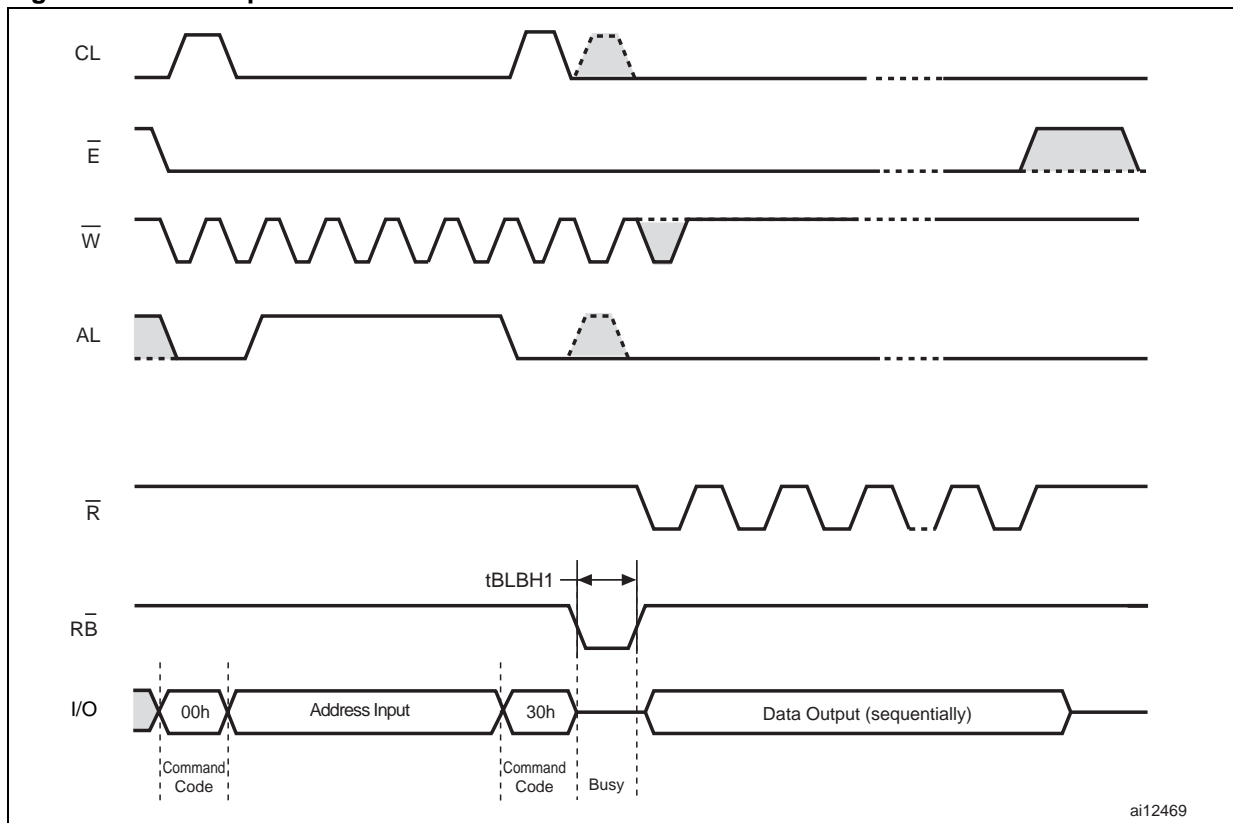 CL
E
W
AL
R
tBLBH1
RB
I/O
00h
Address Input
30h
Data Output (sequentially)
Command
Code
Command
Code
Busy
ai12469